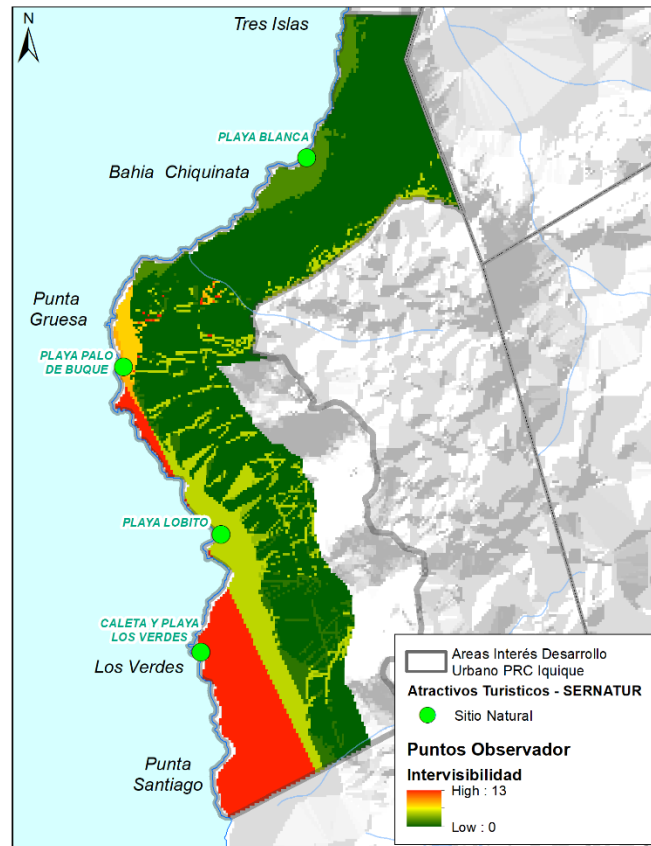 N
Tres Islas
PLAYA BLANCA
Bahia Chiquinata
Punta
Gruesa
PLAYA PALO
DE BUQUE
PLAYA LOBITO
CALETA Y PLAYA
LOS VERDES
Los Verdes
Punta
Santiago
Areas Interés Desarrollo
Urbano PRC Iquique
Atractivos Turisticos - SERNATUR
Sitio Natural
Puntos Observador
Intervisibilidad
High : 13
Low : 0